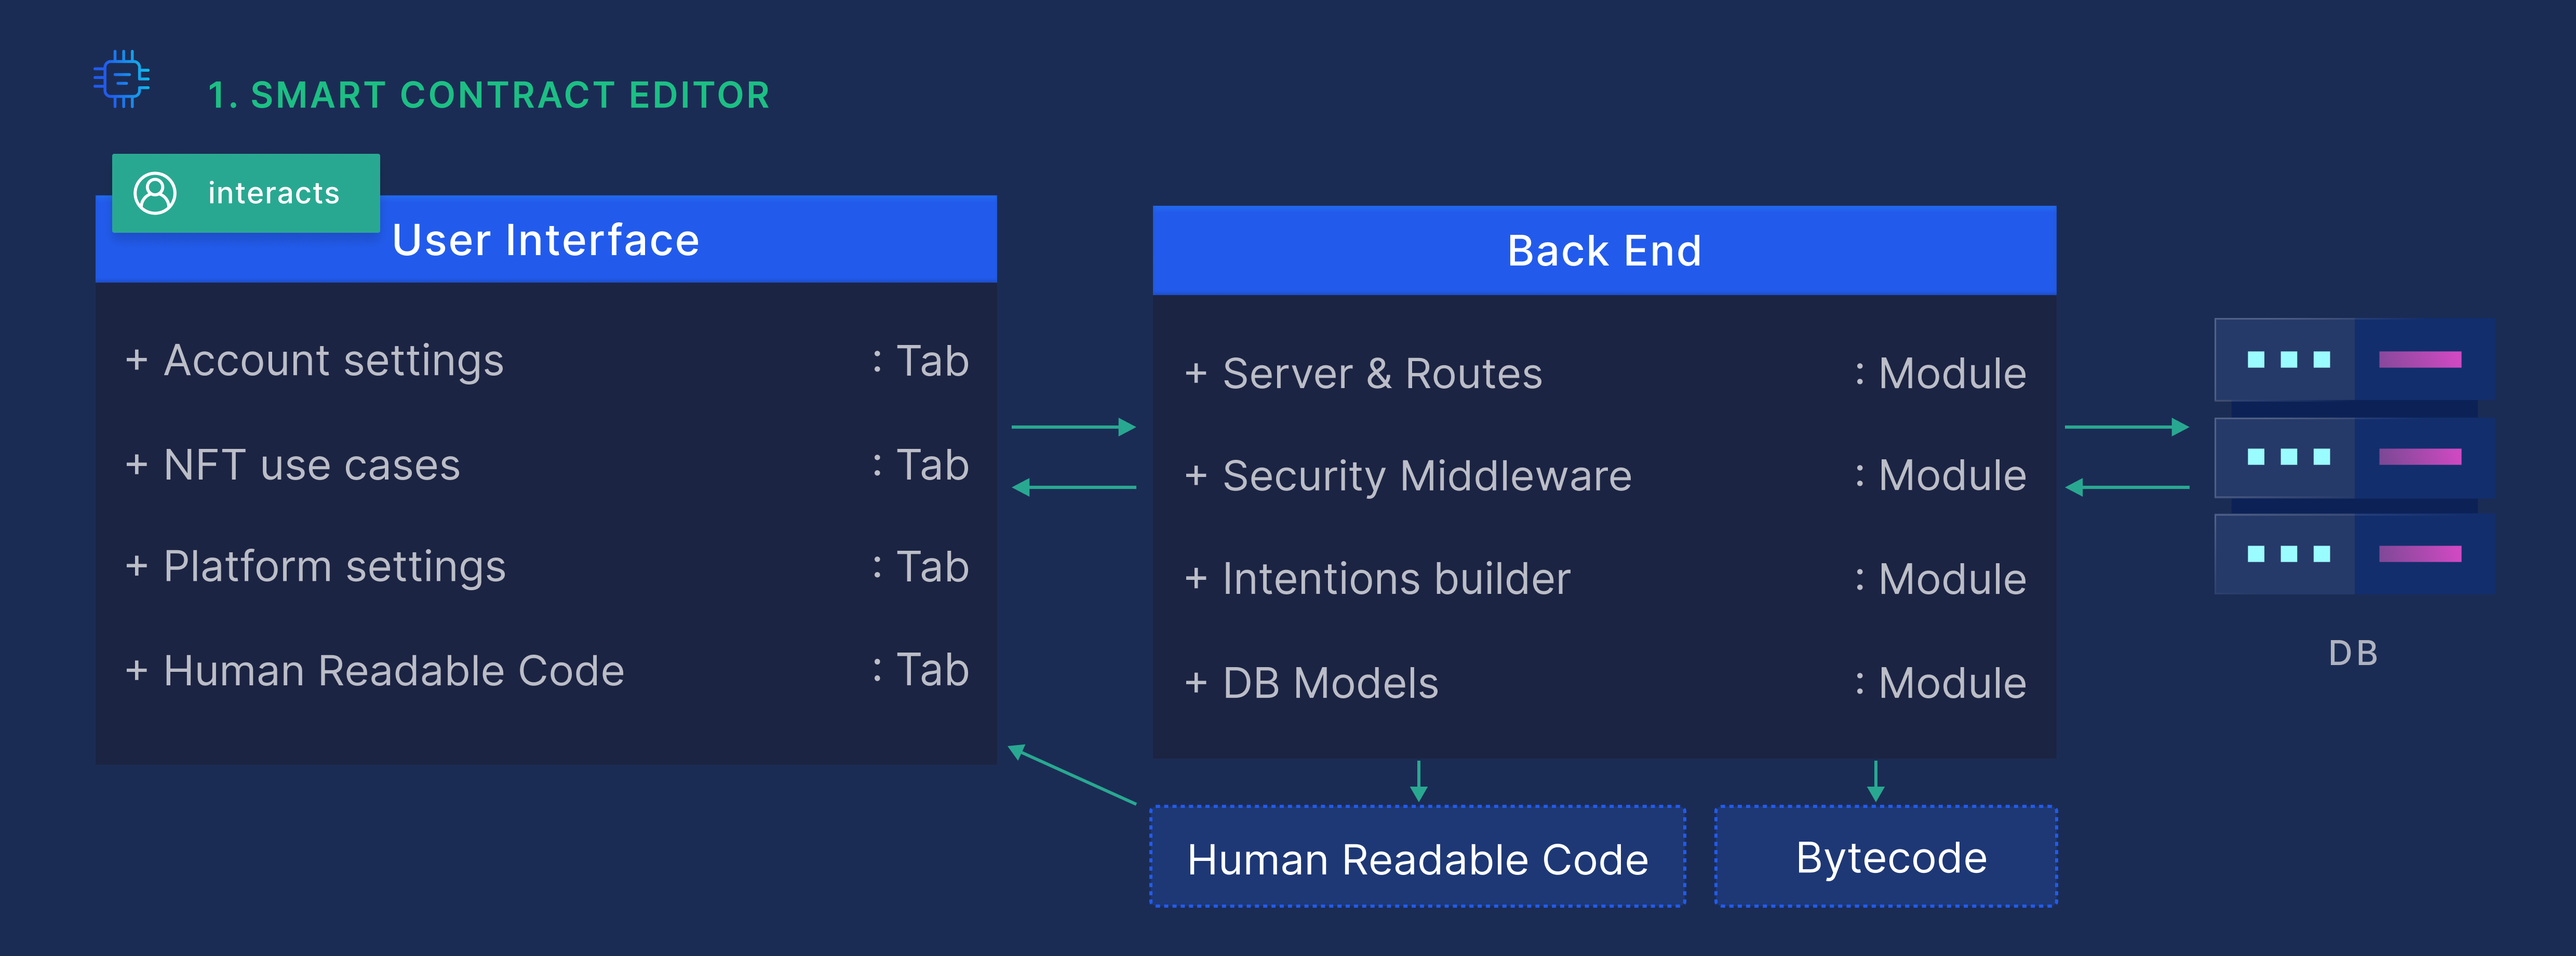 1. SMART CONTRACT EDITOR
interacts
User Interface
+ Account settings : Tab
+ NFT use cases : Tab
+ Platform settings : Tab
+ Human Readable Code : Tab
Back End
+ Server & Routes : Module
+ Security Middleware : Module
+ Intentions builder : Module
+ DB Models : Module
DB
Human Readable Code
Bytecode